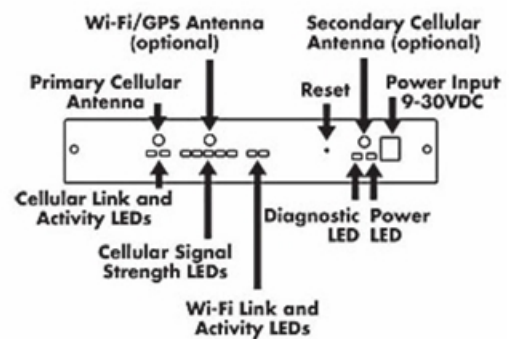 Wi-Fi/GPS Antenna
(optional)
Secondary Cellular
Antenna (optional)
Primary Cellular
Antenna
Reset
Power Input
9-30VDC
Cellular Link and
Activity LEDs
Diagnostic
LED
Power
LED
Cellular Signal
Strength LEDs
Wi-Fi Link and
Activity LEDs